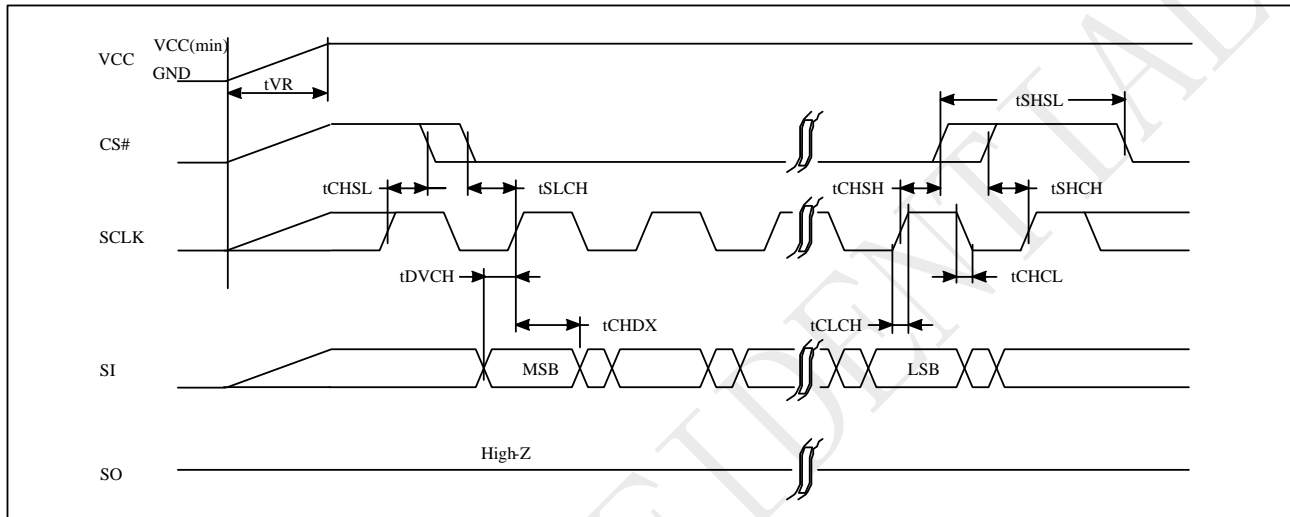 VCC(min)
VCC
GND
tVR
tSHSL
CS#
tCHSL
tSLCH
tCHSH
tSHCH
SCLK
tDVCH
tCHCL
tCHDX
tCLCH
SI
MSB
LSB
High-Z
SO